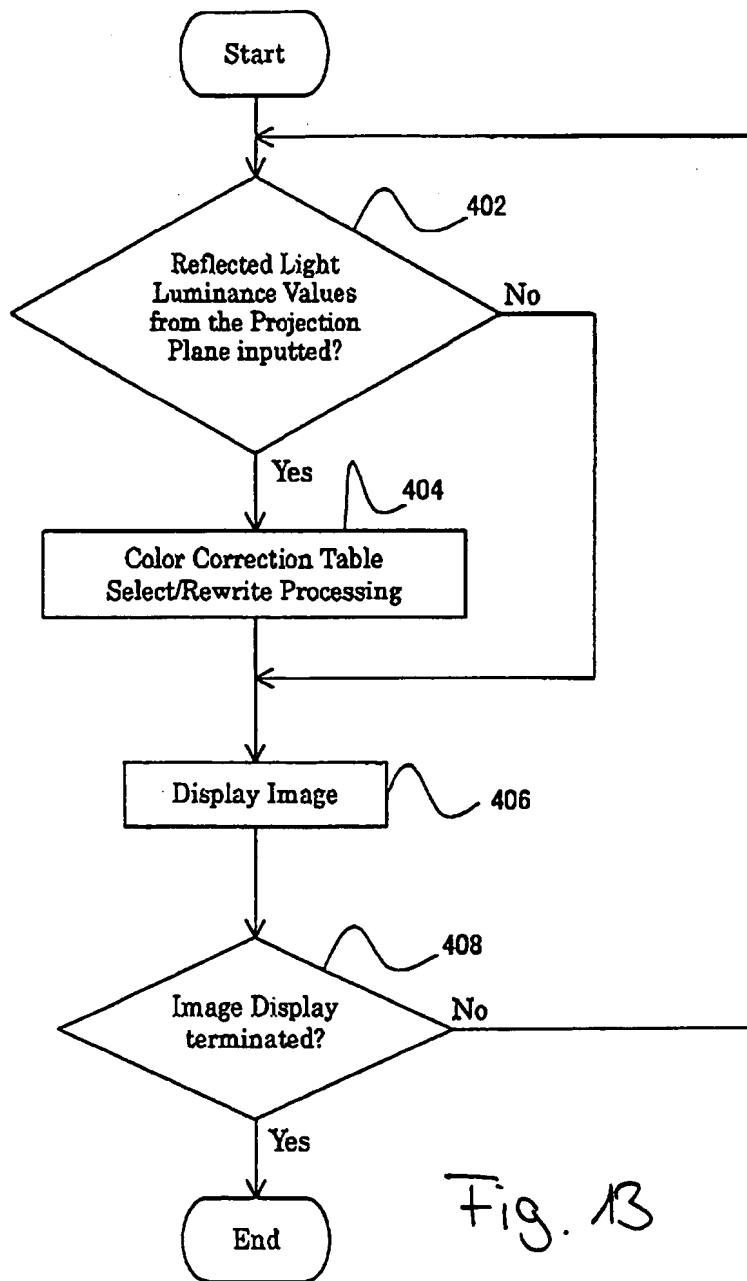 Start
402
Reflected Light
Luminance Values
from the Projection
Plane inputted?
No
Yes
404
Color Correction Table
Select/Rewrite Processing
Display Image
406
408
Image Display
terminated?
No
Yes
End
Fig. 13